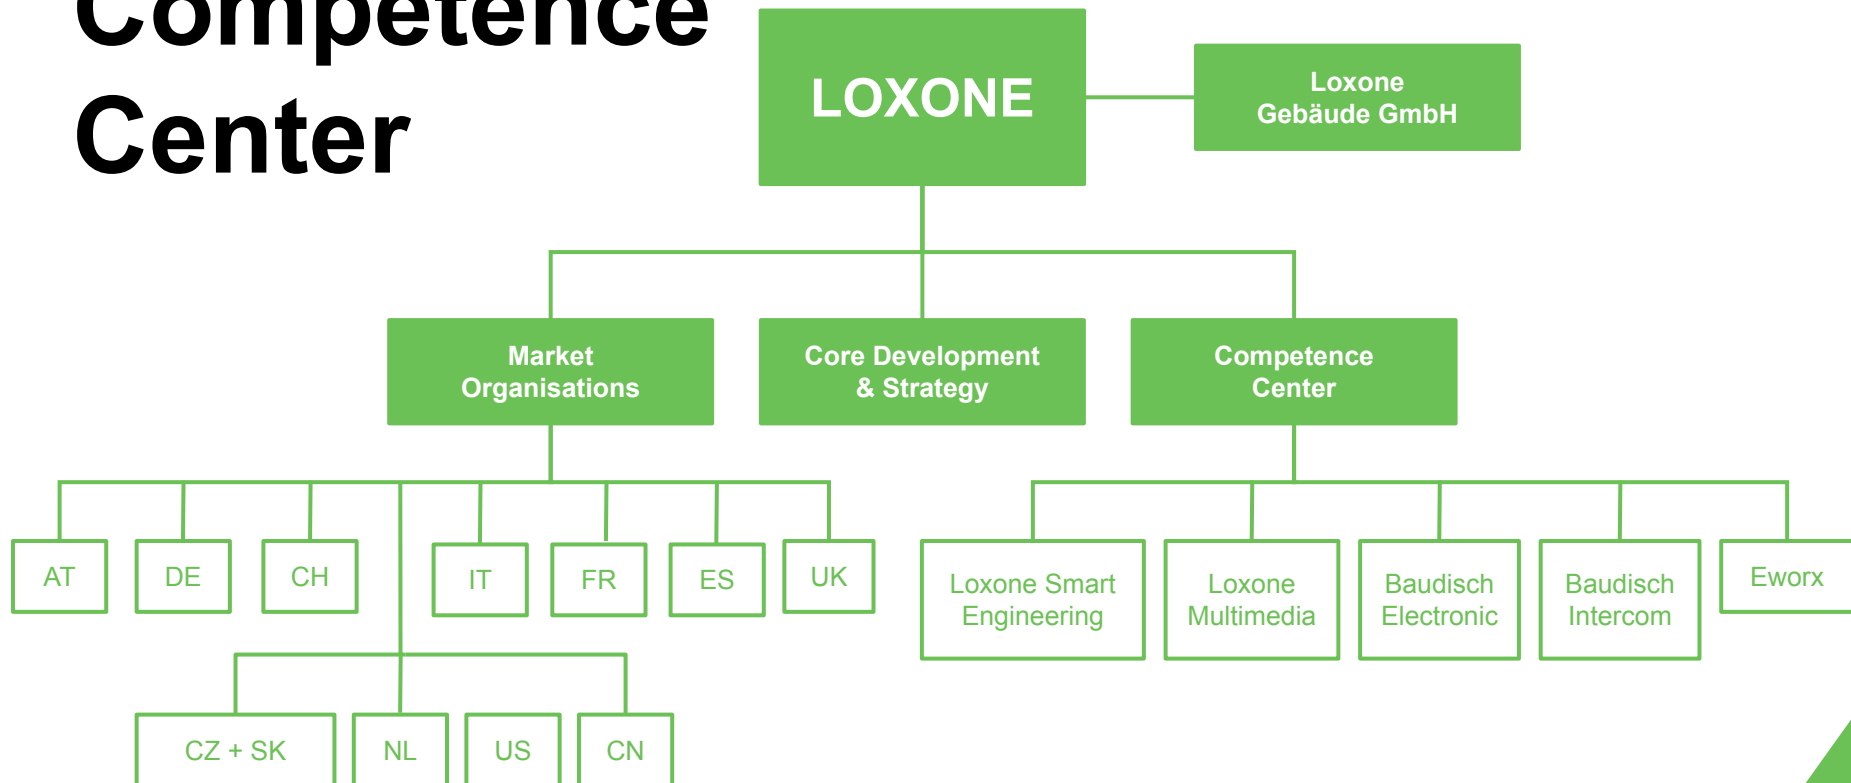 Competence
Center
LOXONE
Loxone
Gebäude GmbH
Market
Organisations
Core Development
& Strategy
Competence
Center
AT
DE
CH
IT
FR
ES
UK
Loxone Smart
Engineering
Loxone
Multimedia
Baudisch
Electronic
Baudisch
Intercom
Eworx
CZ + SK
NL
US
CN